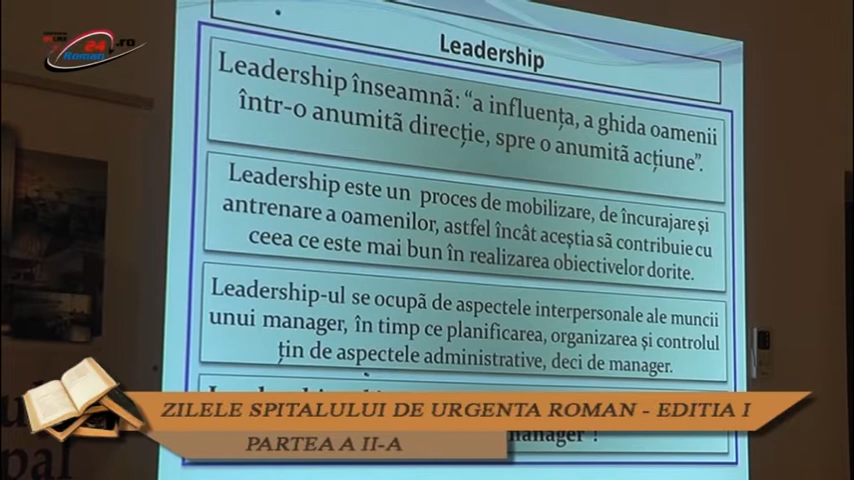 24.ro
Roman
Leadership
Leadership înseamnă: “a influența, a ghida oamenii
într-o anumită direcție, spre o anumită acțiune”.
Leadership este un proces de mobilizare, de încurajare și
antrenare a oamenilor, astfel încât aceștia să contribuie cu
ceea ce este mai bun în realizarea obiectivelor dorite.
Leadership-ul se ocupă de aspectele interpersonale ale muncii
unui manager, în timp ce planificarea, organizarea și controlul
țin de aspectele administrative, deci de manager.
ZILELE SPITALULUI DE URGENTA ROMAN - EDITIA I
PARTEA A II-A
manager”!